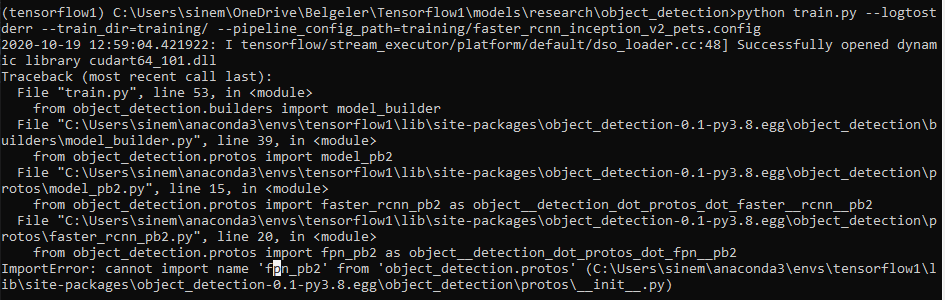 (tensorflow1) C:\Users\sinem\OneDrive\Belgeler\Tensorflow1\models\research\object_detection>python train.py --logtost
derr --train_dir=training/ --pipeline_config_path=training/faster_rcnn_inception_v2_pets.config
2020-10-19 12:59:04.421922: I tensorflow/stream_executor/platform/default/dso_loader.cc:48] Successfully opened dynam
ic library cudart64_101.dll
Traceback (most recent call last):
  File "train.py", line 53, in <module>
    from object_detection.builders import model_builder
  File "C:\Users\sinem\anaconda3\envs\tensorflow1\lib\site-packages\object_detection-0.1-py3.8.egg\object_detection\b
uilders\model_builder.py", line 39, in <module>
    from object_detection.protos import model_pb2
  File "C:\Users\sinem\anaconda3\envs\tensorflow1\lib\site-packages\object_detection-0.1-py3.8.egg\object_detection\p
rotos\model_pb2.py", line 15, in <module>
    from object_detection.protos import faster_rcnn_pb2 as object__detection_dot_protos_dot_faster__rcnn__pb2
  File "C:\Users\sinem\anaconda3\envs\tensorflow1\lib\site-packages\object_detection-0.1-py3.8.egg\object_detection\p
rotos\faster_rcnn_pb2.py", line 20, in <module>
    from object_detection.protos import fpn_pb2 as object__detection_dot_protos_dot_fpn__pb2
ImportError: cannot import name 'fpn_pb2' from 'object_detection.protos' (C:\Users\sinem\anaconda3\envs\tensorflow1\l
ib\site-packages\object_detection-0.1-py3.8.egg\object_detection\protos\__init__.py)